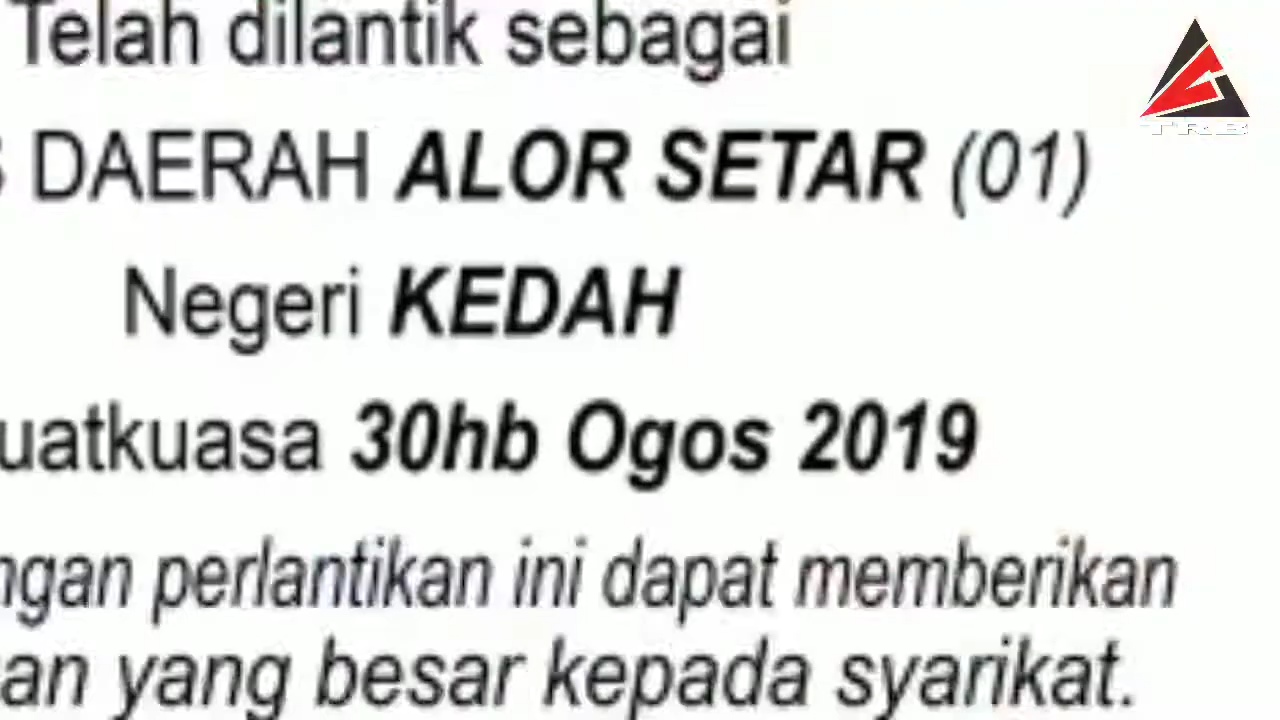 Telah dilantik sebagai
DAERAH ALOR SETAR (01)
Negeri KEDAH
uatkuasa 30hb Ogos 2019
ngan perlantikan ini dapat memberikan
an yang besar kepada syarikat.
TRB